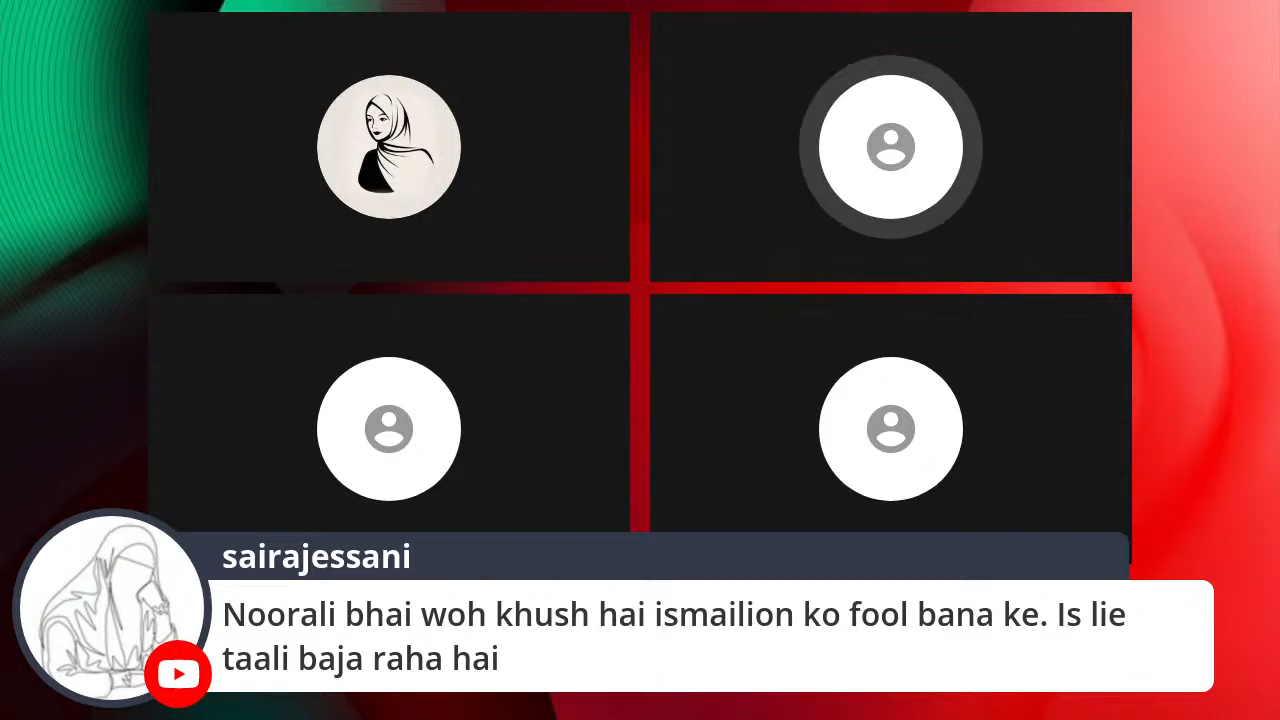 sairajessani
Noorali bhai woh khush hai ismailion ko fool bana ke. Is lie
taali baja raha hai